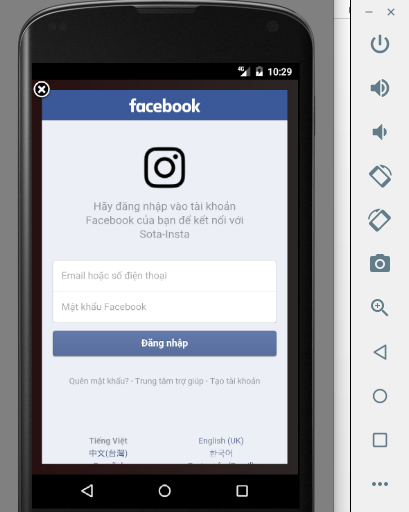 4G
10:29
facebook
Hãy đăng nhập vào tài khoản
Facebook của bạn để kết nối với
Sota-Insta
Email hoặc số điện thoại
Mật khẩu Facebook
Đăng nhập
Quên mật khẩu? · Trung tâm trợ giúp · Tạo tài khoản
Tiếng Việt
English (UK)
中文(台灣)
한국어